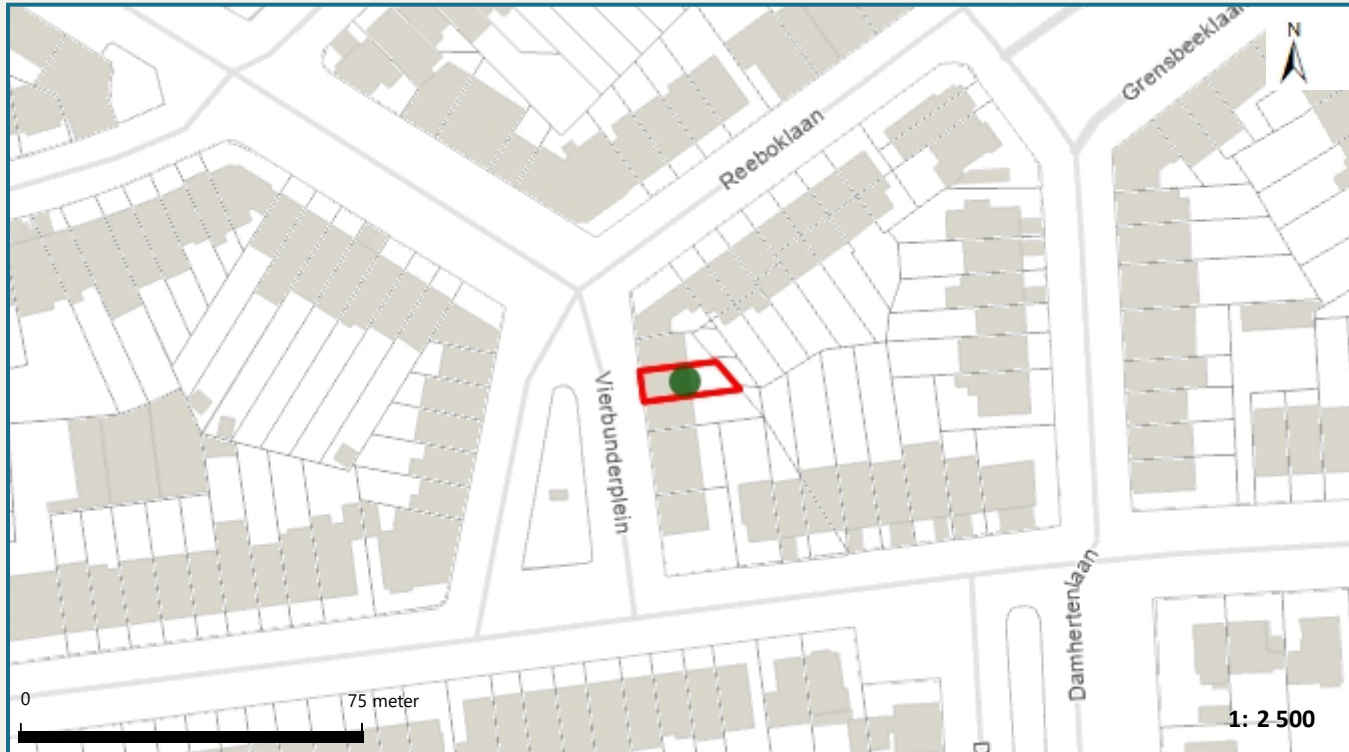 N
Grensbeeklaan
Reeboklaan
Vierbunderplein
Damhertenlaan
0
75 meter
1: 2 500